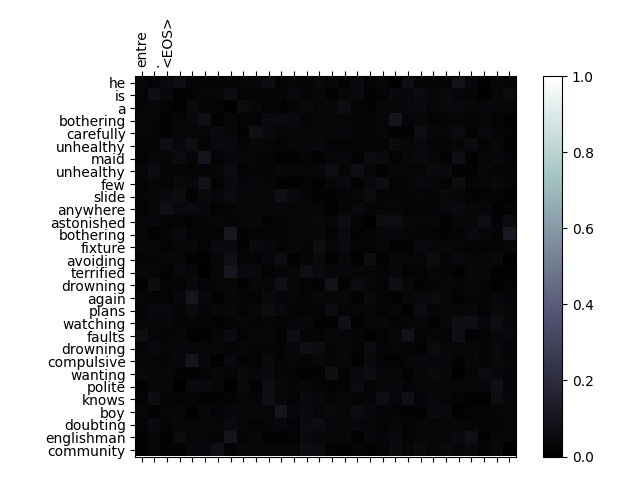 entre
.
<EOS>
he
is
a
bothering
carefully
unhealthy
maid
unhealthy
few
slide
anywhere
astonished
bothering
fixture
avoiding
terrified
drowning
again
plans
watching
faults
drowning
compulsive
wanting
polite
knows
boy
doubting
englishman
community
1.0
0.8
0.6
0.4
0.2
0.0